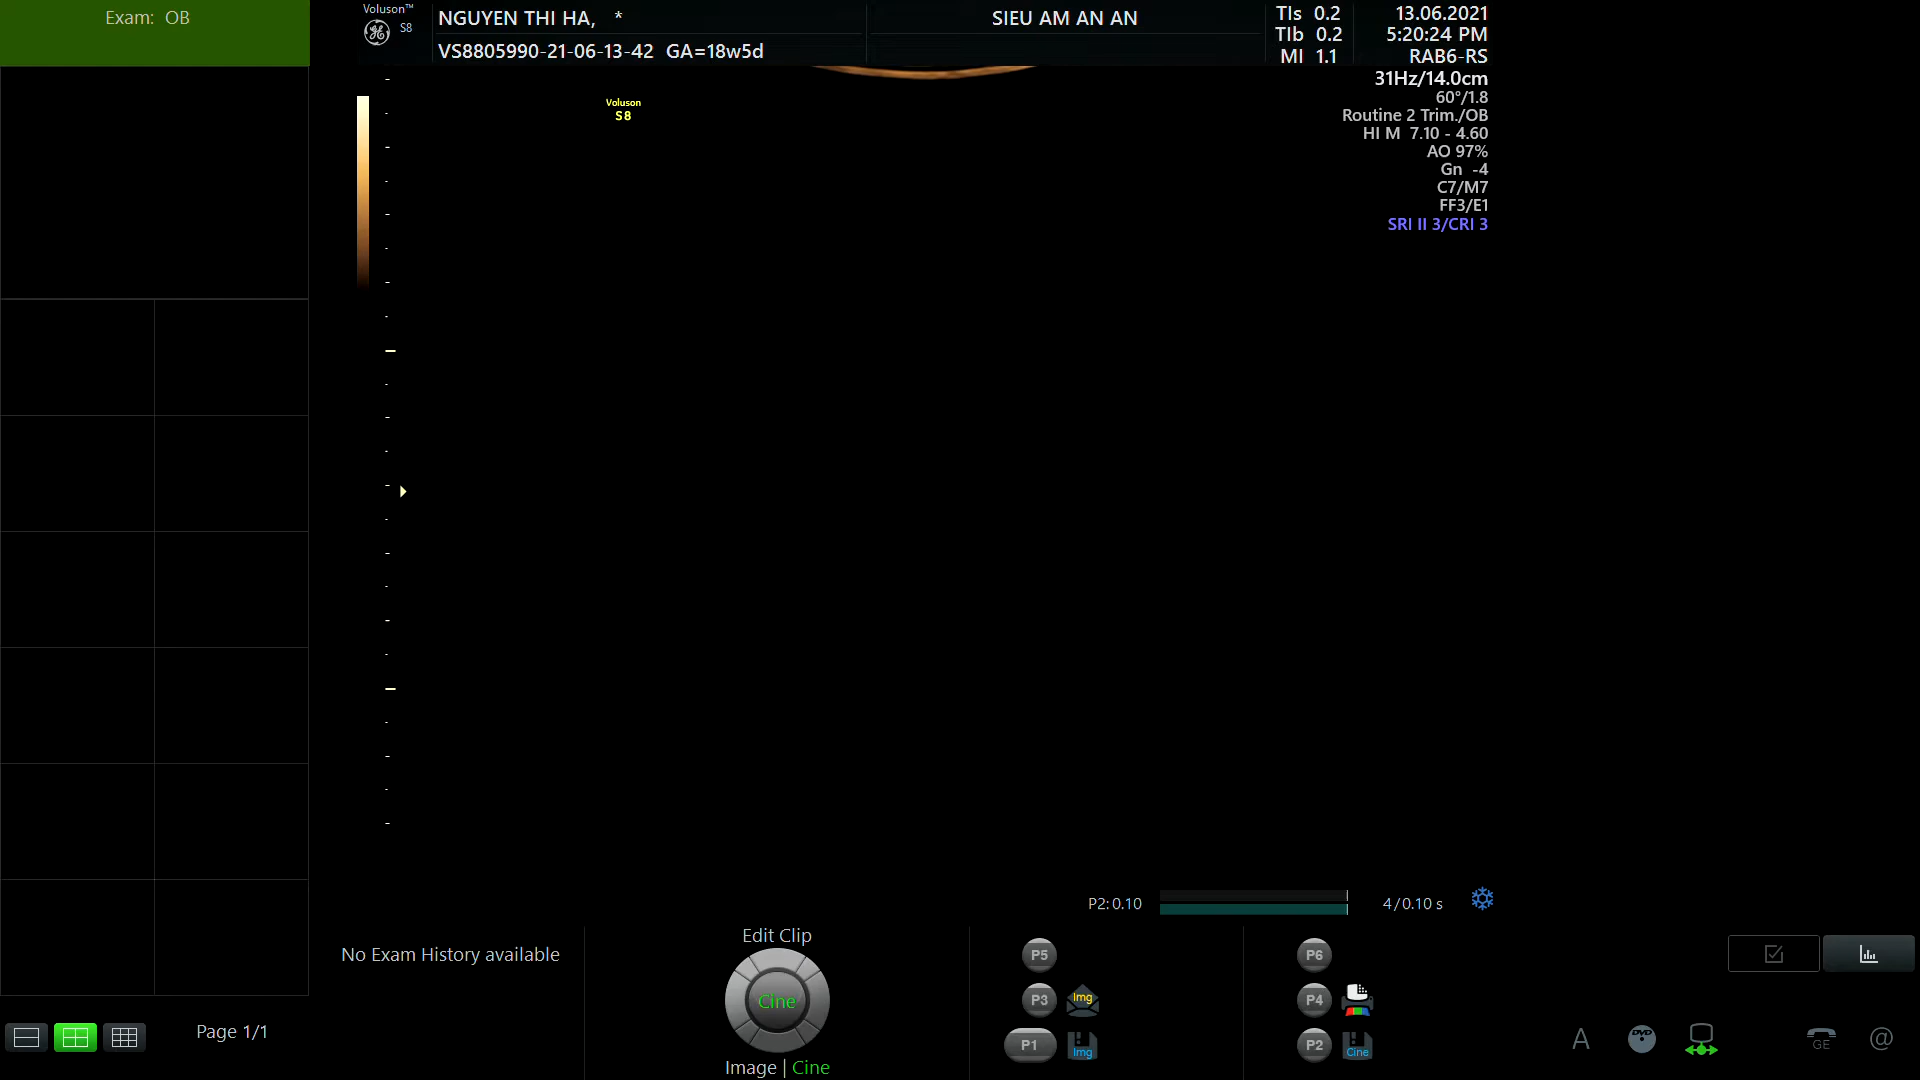 Exam: OB
Voluson™
S8
NGUYEN THI HA, *
SIEU AM AN AN
VS8805990-21-06-13-42 GA=18w5d
TIs 0.2
TIb 0.2
MI 1.1
13.06.2021
5:20:24 PM
RAB6-RS
31Hz/14.0cm
60°/1.8
Routine 2 Trim./OB
HI M 7.10 - 4.60
AO 97%
Gn -4
C7/M7
FF3/E1
SRI II 3/CRI 3
Voluson
S8
P2: 0.10
4/0.10 s
No Exam History available
Edit Clip
Cine
Image | Cine
P5
P3 Img
P1 Img
P6
P4
P2 Cine
Page 1/1
A
DVD
GE
@